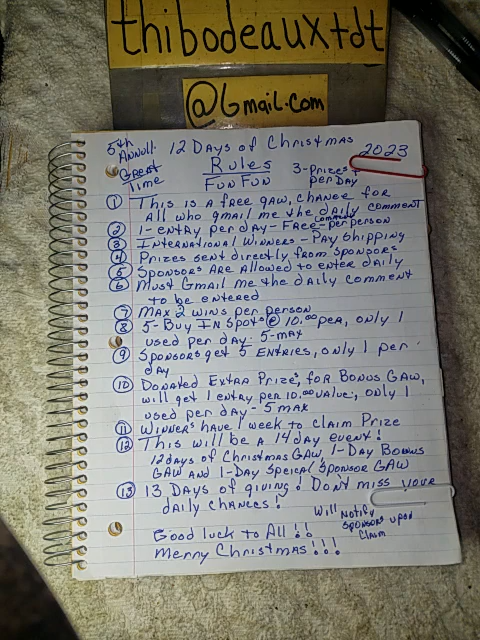 thibodeauxtdt
@Gmail.com
5th Annull 12 Days of Christmas 2023
Great Time
Rules
Fun Fun
3-Prizes per Day
① This is a free GAW, change for
All who gmail me the daily comment
② 1-entry per day-Free-comment per person
③ International Winners-Pay Shipping
④ Prizes sent directly from sponsors
⑤ Sponsors are allowed to enter daily
⑥ Must Gmail me the daily comment
to be entered
⑦ Max 2 wins per person
⑧ 5-Buy IN Spots @ 10.00 per, only 1
used per day-5-max
⑨ Sponsors get 5 Entries, only 1 per
day
⑩ Donated Extra Prizes, for Bonus GAW,
will get 1 entry per 10.00 value, only 1
used per day-5 max
⑪ Winners have 1 week to claim Prize
⑫ This will be a 14 day event!
12 days of Christmas GAW, 1-Day Bonus
GAW and 1-Day Speical Sponsor GAW
⑬ 13 Days of giving! Don't miss your
daily chances!
Will Notify
Sponsors upon
Claim
Good luck to All!!
Merry Christmas!!!